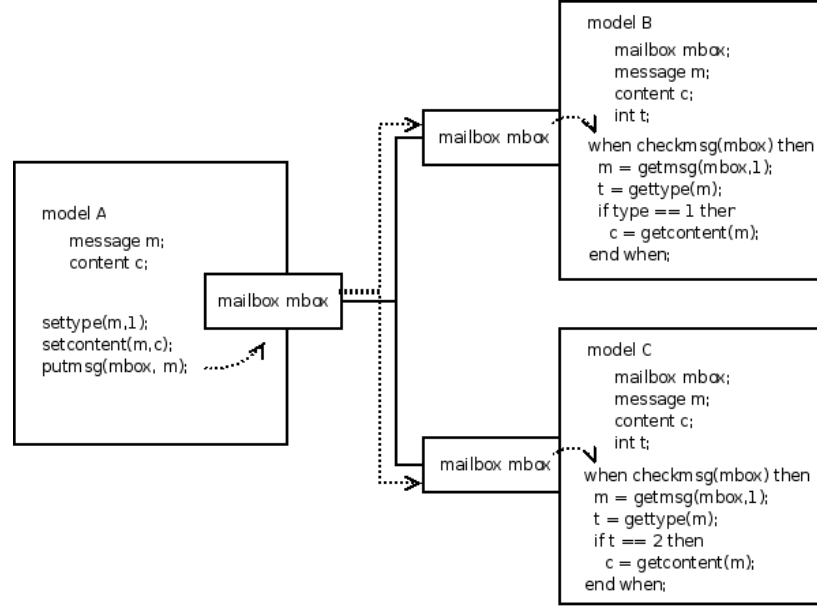 model A
message m;
content c;
mailbox mbox
settype(m,1);
setcontent(m,c);
putmsg(mbox, m);
mailbox mbox
model B
mailbox mbox;
message m;
content c;
int t;
when checkmsg(mbox) then
m = getmsg(mbox,1);
t = gettype(m);
if type == 1 then
c = getcontent(m);
end when;
mailbox mbox
model C
mailbox mbox;
message m;
content c;
int t;
when checkmsg(mbox) then
m = getmsg(mbox,1);
t = gettype(m);
if t == 2 then
c = getcontent(m);
end when;